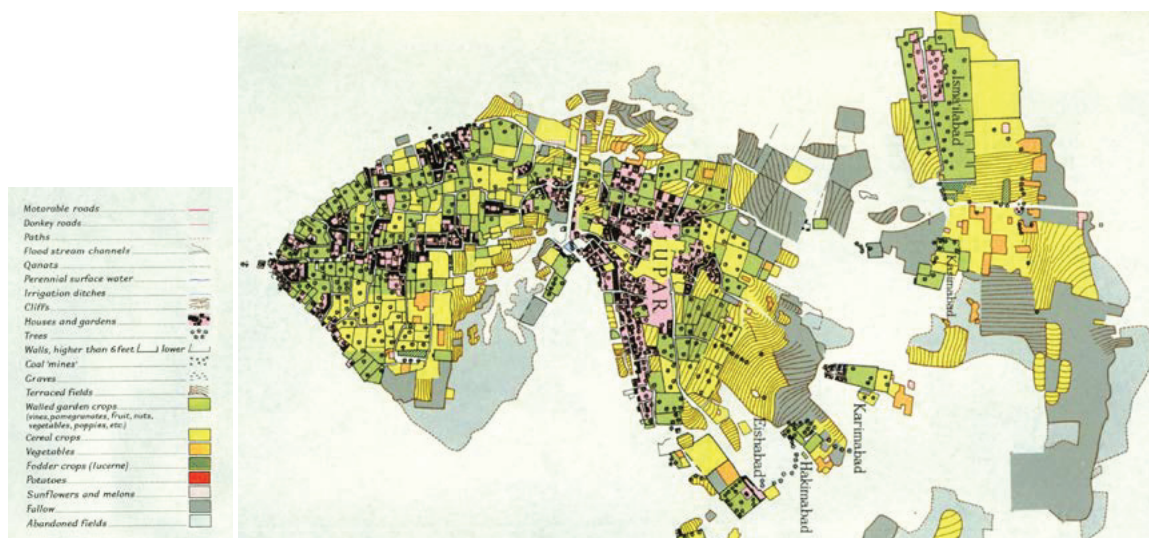 Motorable roads
Donkey roads
Paths
Flood stream channels
Qanats
Perennial surface water
Irrigation ditches
Cliffs
Houses and gardens
Trees
Walls, higher than 6 feet lower
Coal 'mines'
Graves
Terraced fields
Walled garden crops
(vines, pomegranates, fruit, nuts,
vegetables, poppies, etc.)
Cereal crops
Vegetables
Fodder crops (lucerne)
Potatoes
Sunflowers and melons
Fallow
Abandoned fields
JUPAR
Ismailabad
Karimabad
Karimabad
Eishabad
Hakimabad